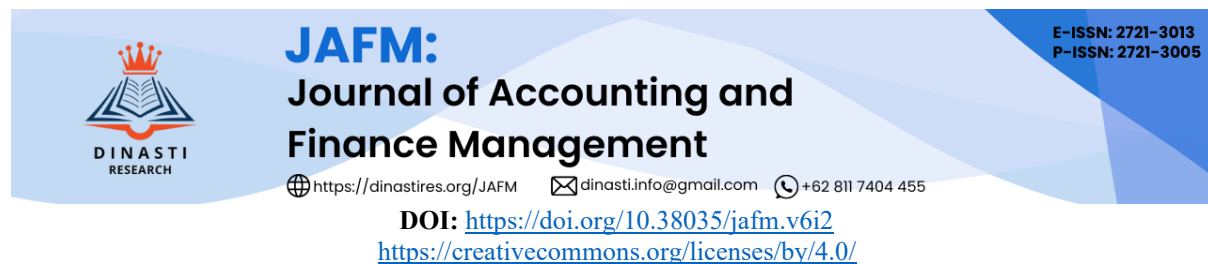 JAFM:
Journal of Accounting and
Finance Management
DINASTI
RESEARCH
https://dinastires.org/JAFM dinasti.info@gmail.com +62 811 7404 455
E-ISSN: 2721-3013
P-ISSN: 2721-3005
DOI: https://doi.org/10.38035/jafm.v6i2
https://creativecommons.org/licenses/by/4.0/